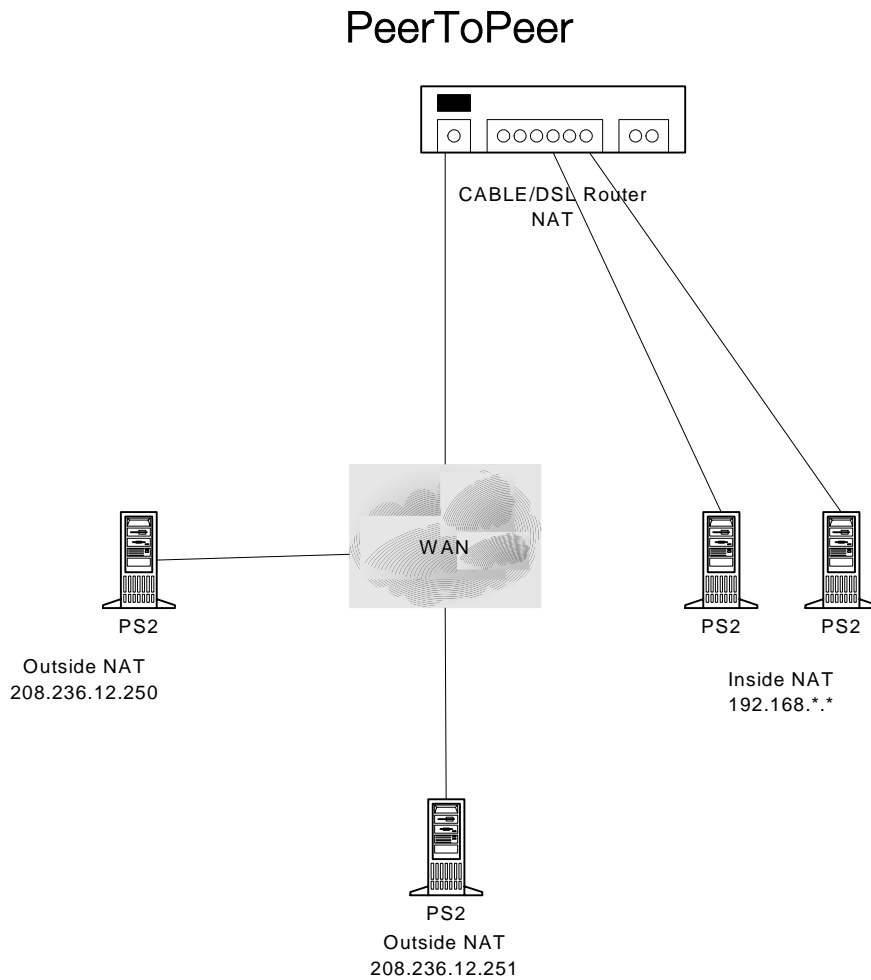 PeerToPeer
CABLE/DSL Router
NAT
WAN
PS2
PS2
PS2
Outside NAT
208.236.12.250
Inside NAT
192.168.*.*
PS2
Outside NAT
208.236.12.251